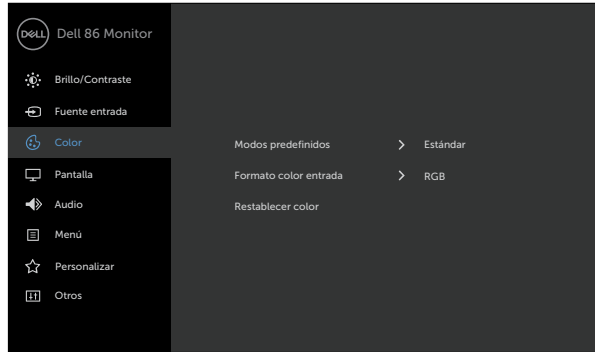 DELL Dell 86 Monitor
Brillo/Contraste
Fuente entrada
Color
Modos predefinidos Estándar
Pantalla
Formato color entrada RGB
Audio
Restablecer color
Menú
Personalizar
Otros